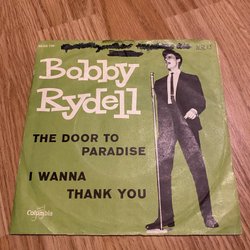 Bobby
Rydell
THE DOOR TO
PARADISE
I WANNA
THANK YOU
Columbia